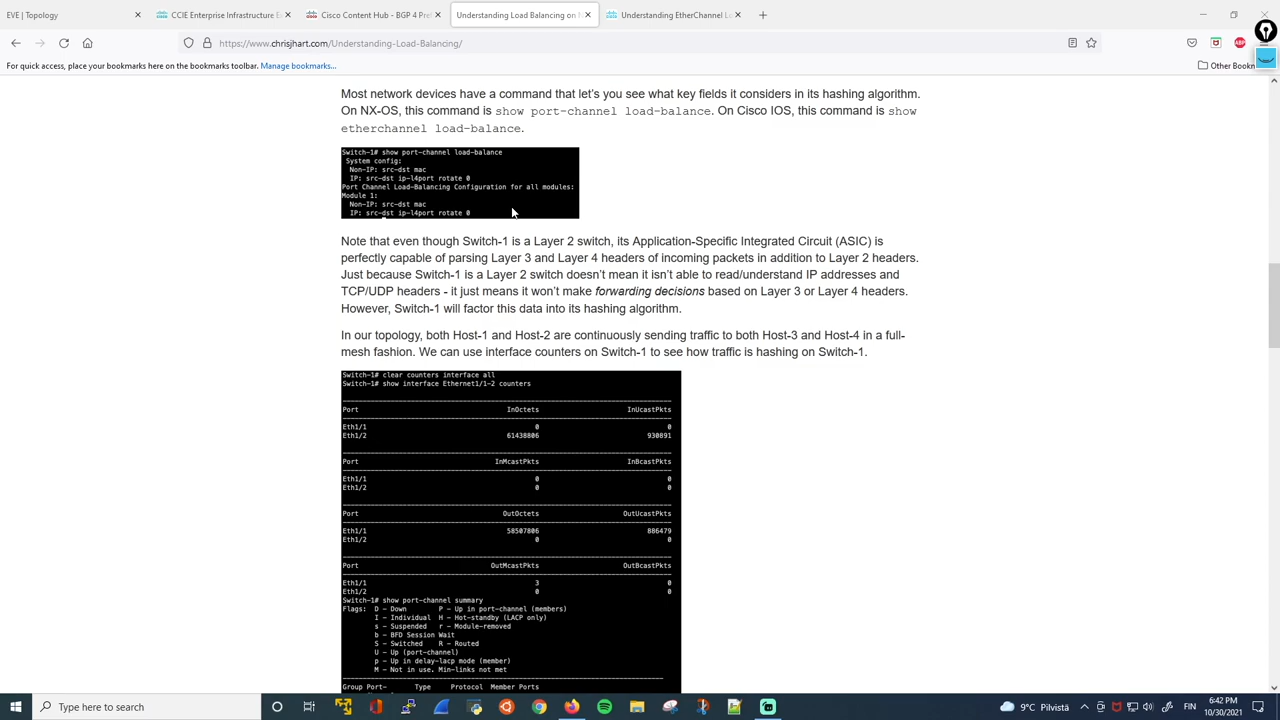 EVE | Topology
CCIE Enterprise Infrastructure E
Cisco Content Hub - BGP 4 Pre
Understanding Load Balancing on
Understanding EtherChannel Lo
https://www.chrisjhart.com/Understanding-Load-Balancing/
For quick access, place your bookmarks here on the bookmarks toolbar. Manage bookmarks...
Other Bookm
Most network devices have a command that let's you see what key fields it considers in its hashing algorithm.
On NX-OS, this command is show port-channel load-balance. On Cisco IOS, this command is show
etherchannel load-balance.
Switch-1# show port-channel load-balance
System config:
Non-IP: src-dst mac
IP: src-dst ip-l4port rotate 0
Port Channel Load-Balancing Configuration for all modules:
Module 1:
Non-IP: src-dst mac
IP: src-dst ip-l4port rotate 0
Note that even though Switch-1 is a Layer 2 switch, its Application-Specific Integrated Circuit (ASIC) is
perfectly capable of parsing Layer 3 and Layer 4 headers of incoming packets in addition to Layer 2 headers.
Just because Switch-1 is a Layer 2 switch doesn't mean it isn't able to read/understand IP addresses and
TCP/UDP headers - it just means it won't make forwarding decisions based on Layer 3 or Layer 4 headers.
However, Switch-1 will factor this data into its hashing algorithm.
In our topology, both Host-1 and Host-2 are continuously sending traffic to both Host-3 and Host-4 in a full-
mesh fashion. We can use interface counters on Switch-1 to see how traffic is hashing on Switch-1.
Switch-1# clear counters interface all
Switch-1# show interface Ethernet1/1-2 counters
Port InOctets InUcastPkts
Eth1/1 0 0
Eth1/2 61438806 930891
Port InMcastPkts InBcastPkts
Eth1/1 0 0
Eth1/2 0 0
Port OutOctets OutUcastPkts
Eth1/1 58507806 886479
Eth1/2 0 0
Port OutMcastPkts OutBcastPkts
Eth1/1 3 0
Eth1/2 0 0
Switch-1# show port-channel summary
Flags: D - Down P - Up in port-channel (members)
I - Individual H - Hot-standby (LACP only)
s - Suspended r - Module-removed
b - BFD Session Wait
S - Switched R - Routed
U - Up (port-channel)
p - Up in delay-lacp mode (member)
M - Not in use. Min-links not met
Group Port- Type Protocol Member Ports
Type here to search
9°C Filvístä
FIN
6:42 PM
10/30/2021